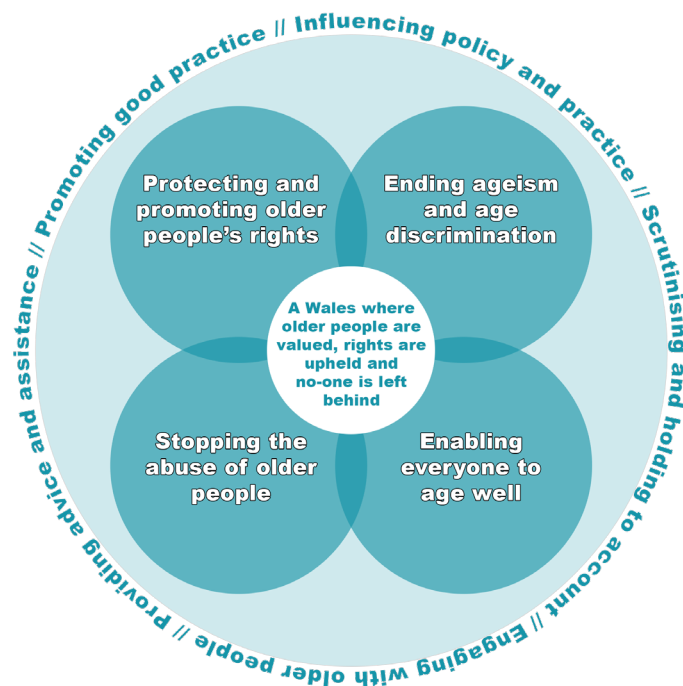 Promoting good practice // Influencing policy and practice // Scrutinising and holding to account // Engaging with older people // Providing advice and assistance //
Protecting and
promoting older
people’s rights
Ending ageism
and age
discrimination
A Wales where
older people are
valued, rights are
upheld and
no-one is left
behind
Stopping the
abuse of older
people
Enabling
everyone to
age well